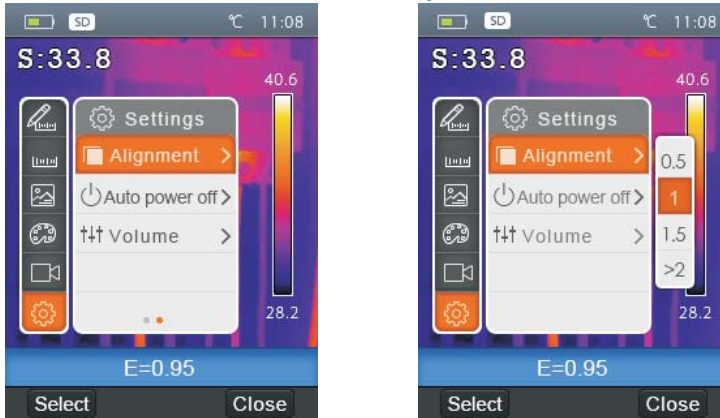 SD °C 11:08
S:33.8
40.6
Settings
Alignment >
Auto power off >
Volume >
28.2
E=0.95
Select Close
SD °C 11:08
S:33.8
40.6
Settings
Alignment >
0.5
Auto power off >
1
Volume >
1.5
>2
28.2
E=0.95
Select Close